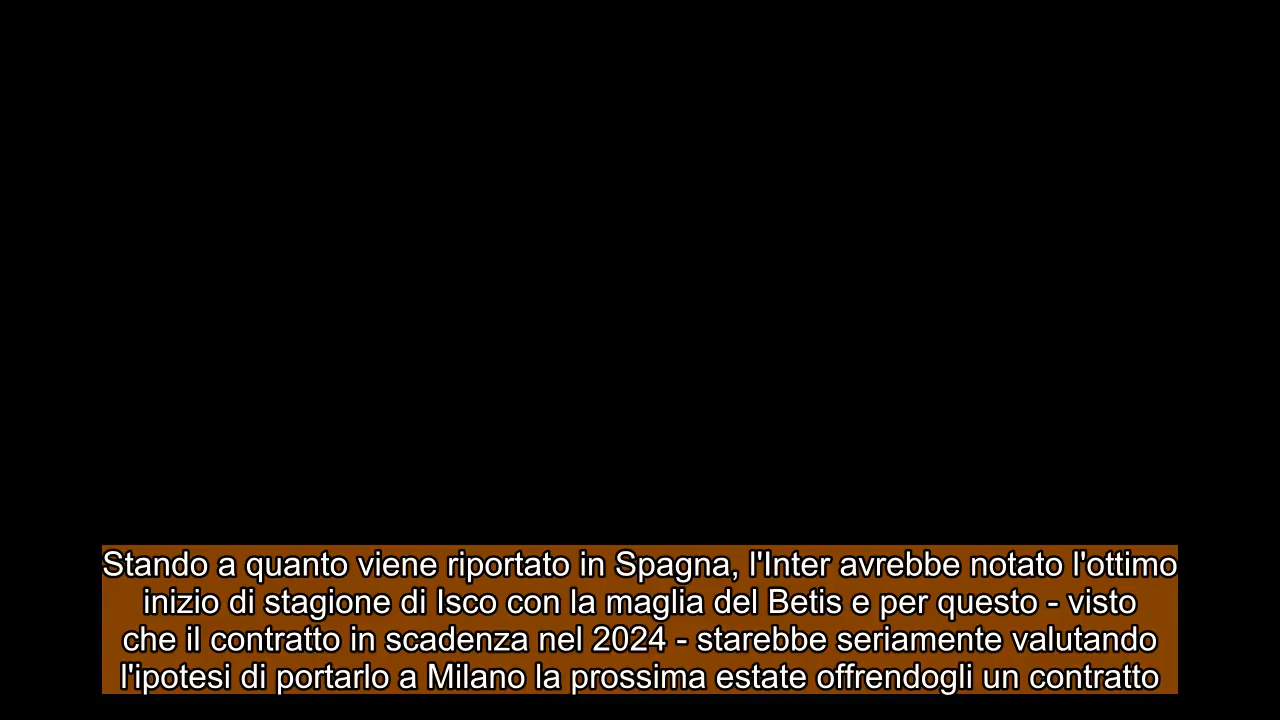 Stando a quanto viene riportato in Spagna, l'Inter avrebbe notato l'ottimo
inizio di stagione di Isco con la maglia del Betis e per questo - visto
che il contratto in scadenza nel 2024 - starebbe seriamente valutando
l'ipotesi di portarlo a Milano la prossima estate offrendogli un contratto